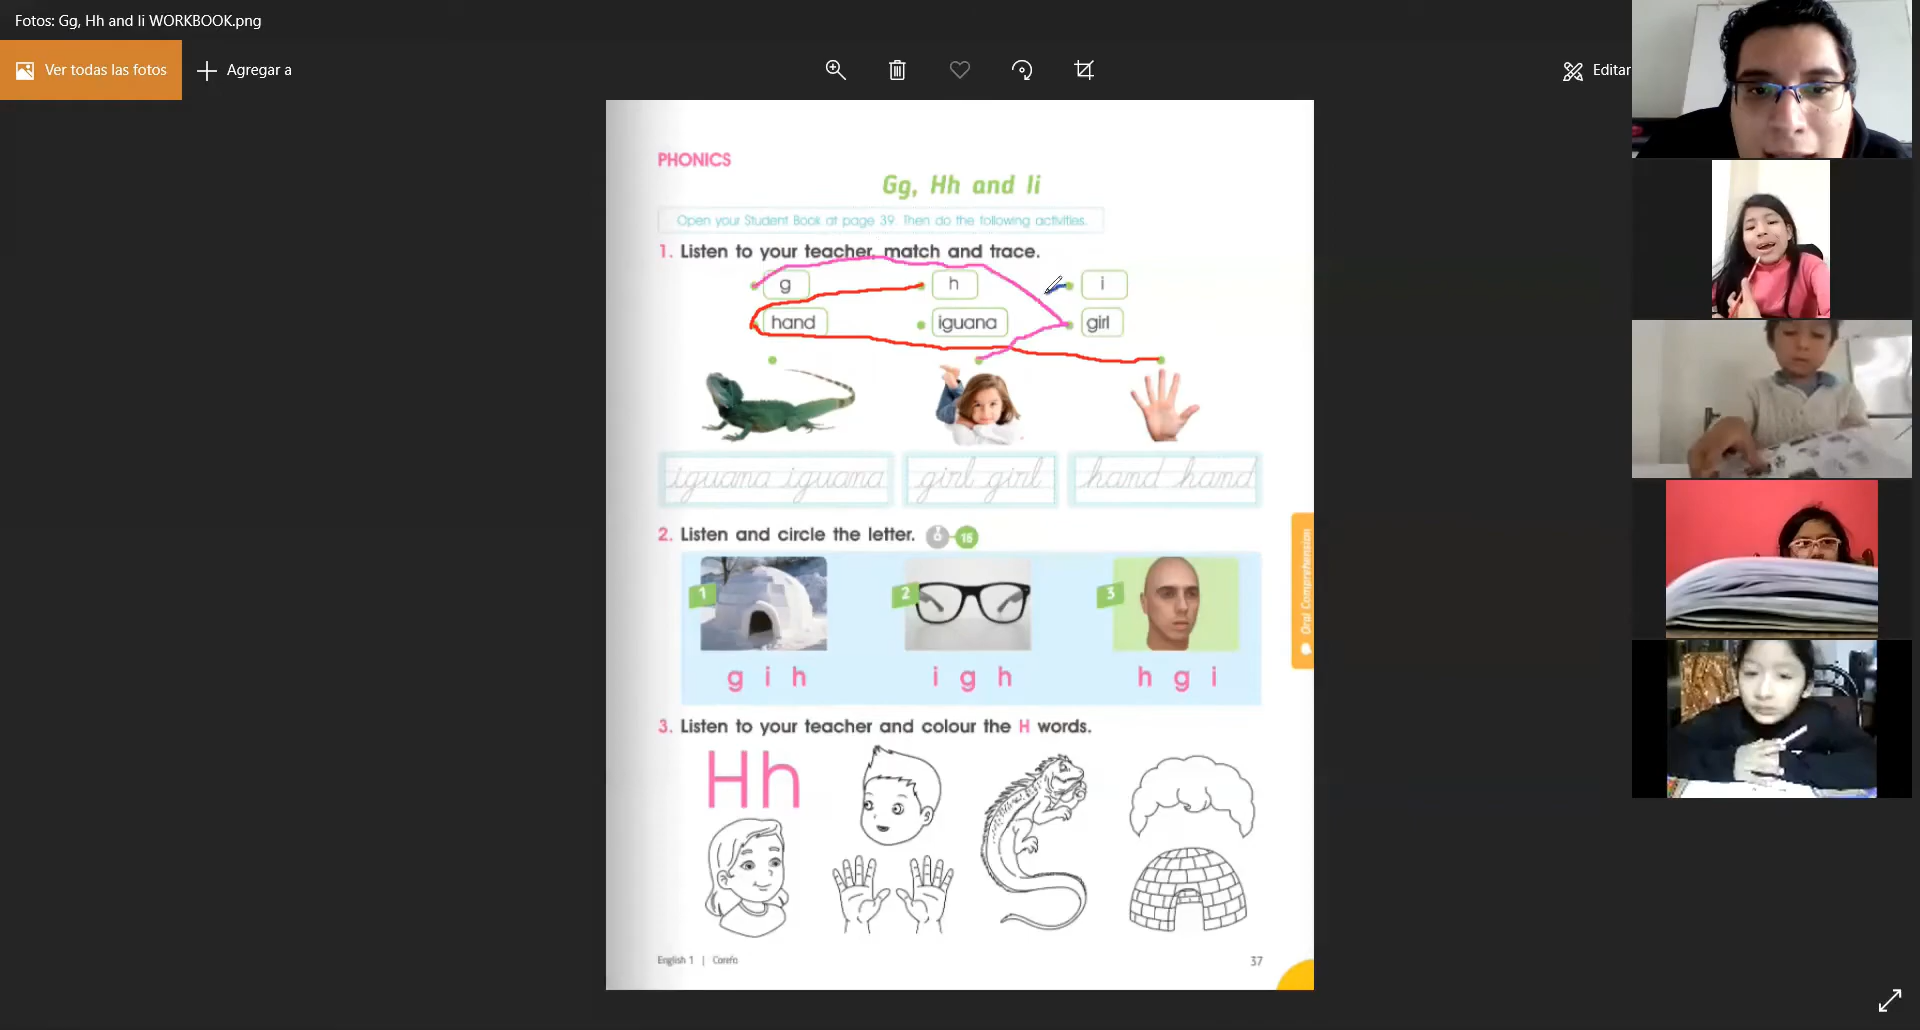 Fotos: Gg, Hh and Ii WORKBOOK.png
Ver todas las fotos
Agregar a
Editar
PHONICS
Gg, Hh and Ii
Open your Student Book at page 39. Then do the following activities.
1. Listen to your teacher, match and trace.
g h i
hand iguana girl
iguana iguana girl girl hand hand
2. Listen and circle the letter. 16
1 2 3
g i h i g h h g i
Oral Comprehension
3. Listen to your teacher and colour the H words.
Hh
English 1 | Corefo
37